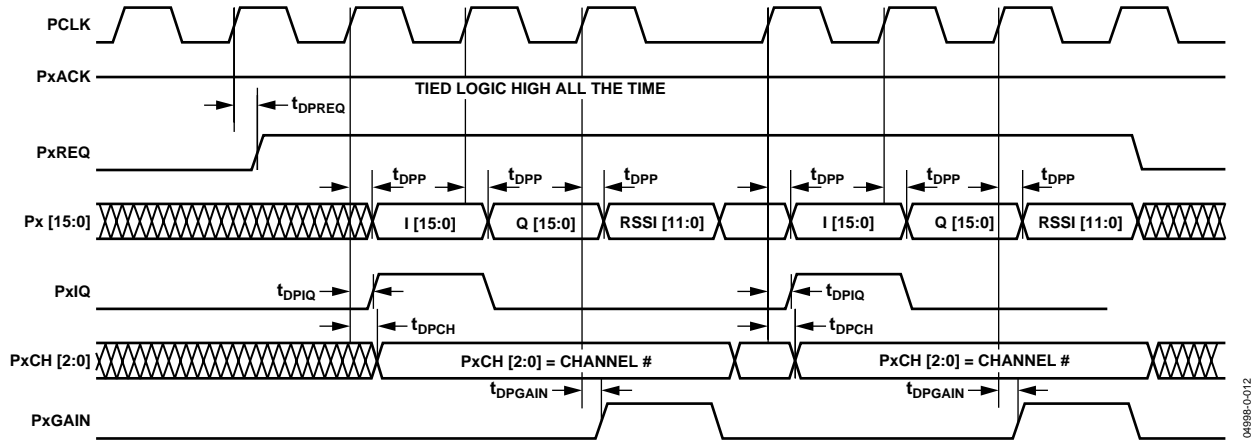 PCLK
PxACK
TIED LOGIC HIGH ALL THE TIME
tDPREQ
PxREQ
tDPP tDPP tDPP tDPP tDPP tDPP
Px [15:0] I [15:0] Q [15:0] RSSI [11:0] I [15:0] Q [15:0] RSSI [11:0]
PxIQ tDPIQ tDPIQ
tDPCH tDPCH
PxCH [2:0] PxCH [2:0] = CHANNEL # PxCH [2:0] = CHANNEL #
tDPGAIN tDPGAIN
PxGAIN
04998-0-012